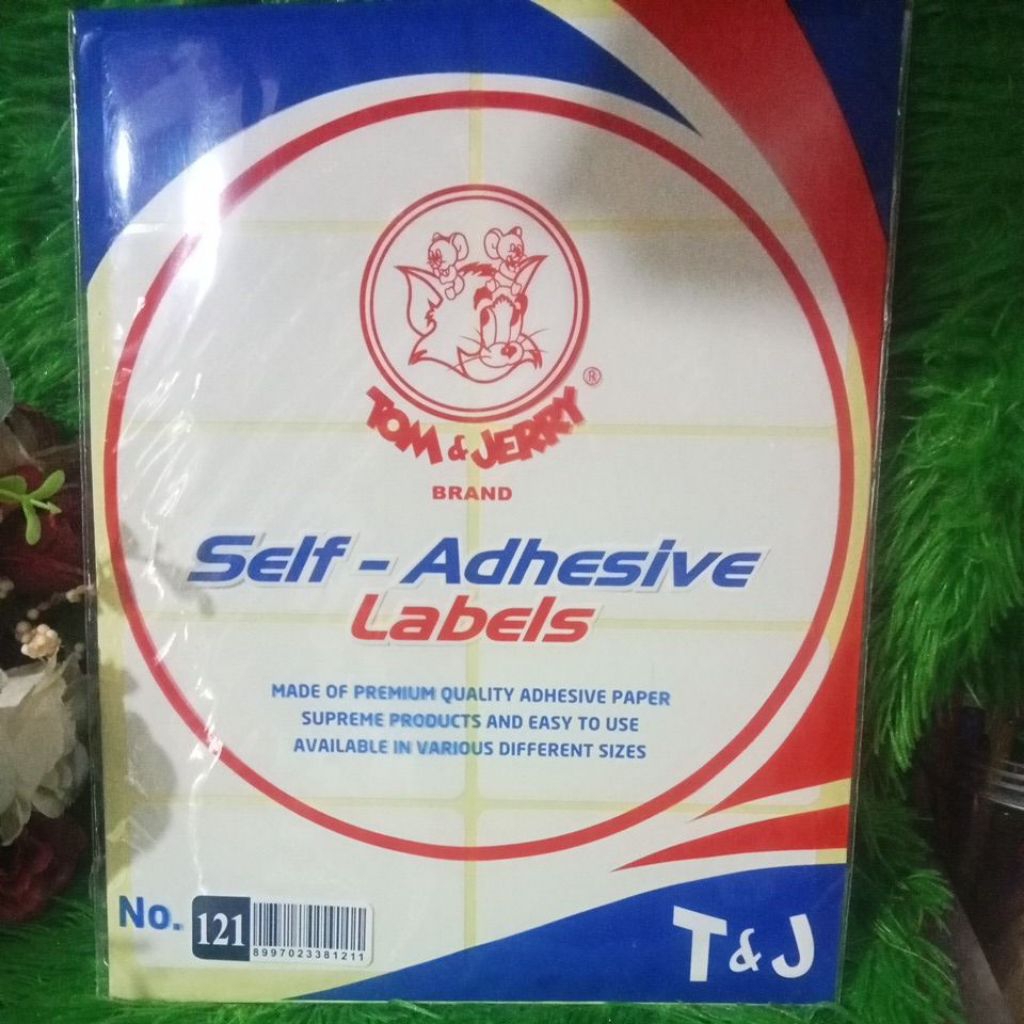 TOM & JERRY ®
BRAND
Self - Adhesive
Labels
MADE OF PREMIUM QUALITY ADHESIVE PAPER
SUPREME PRODUCTS AND EASY TO USE
AVAILABLE IN VARIOUS DIFFERENT SIZES
No. 121
8997023381211
T & J